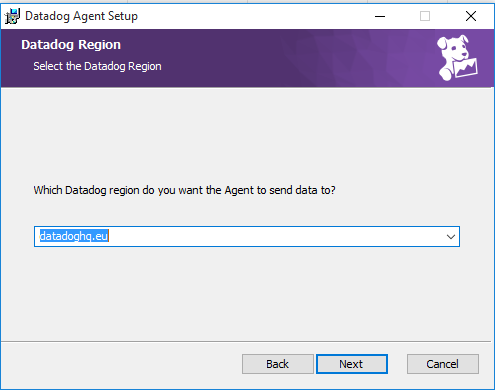 Datadog Agent Setup
Datadog Region
Select the Datadog Region
Which Datadog region do you want the Agent to send data to?
datadoghq.eu
Back Next Cancel